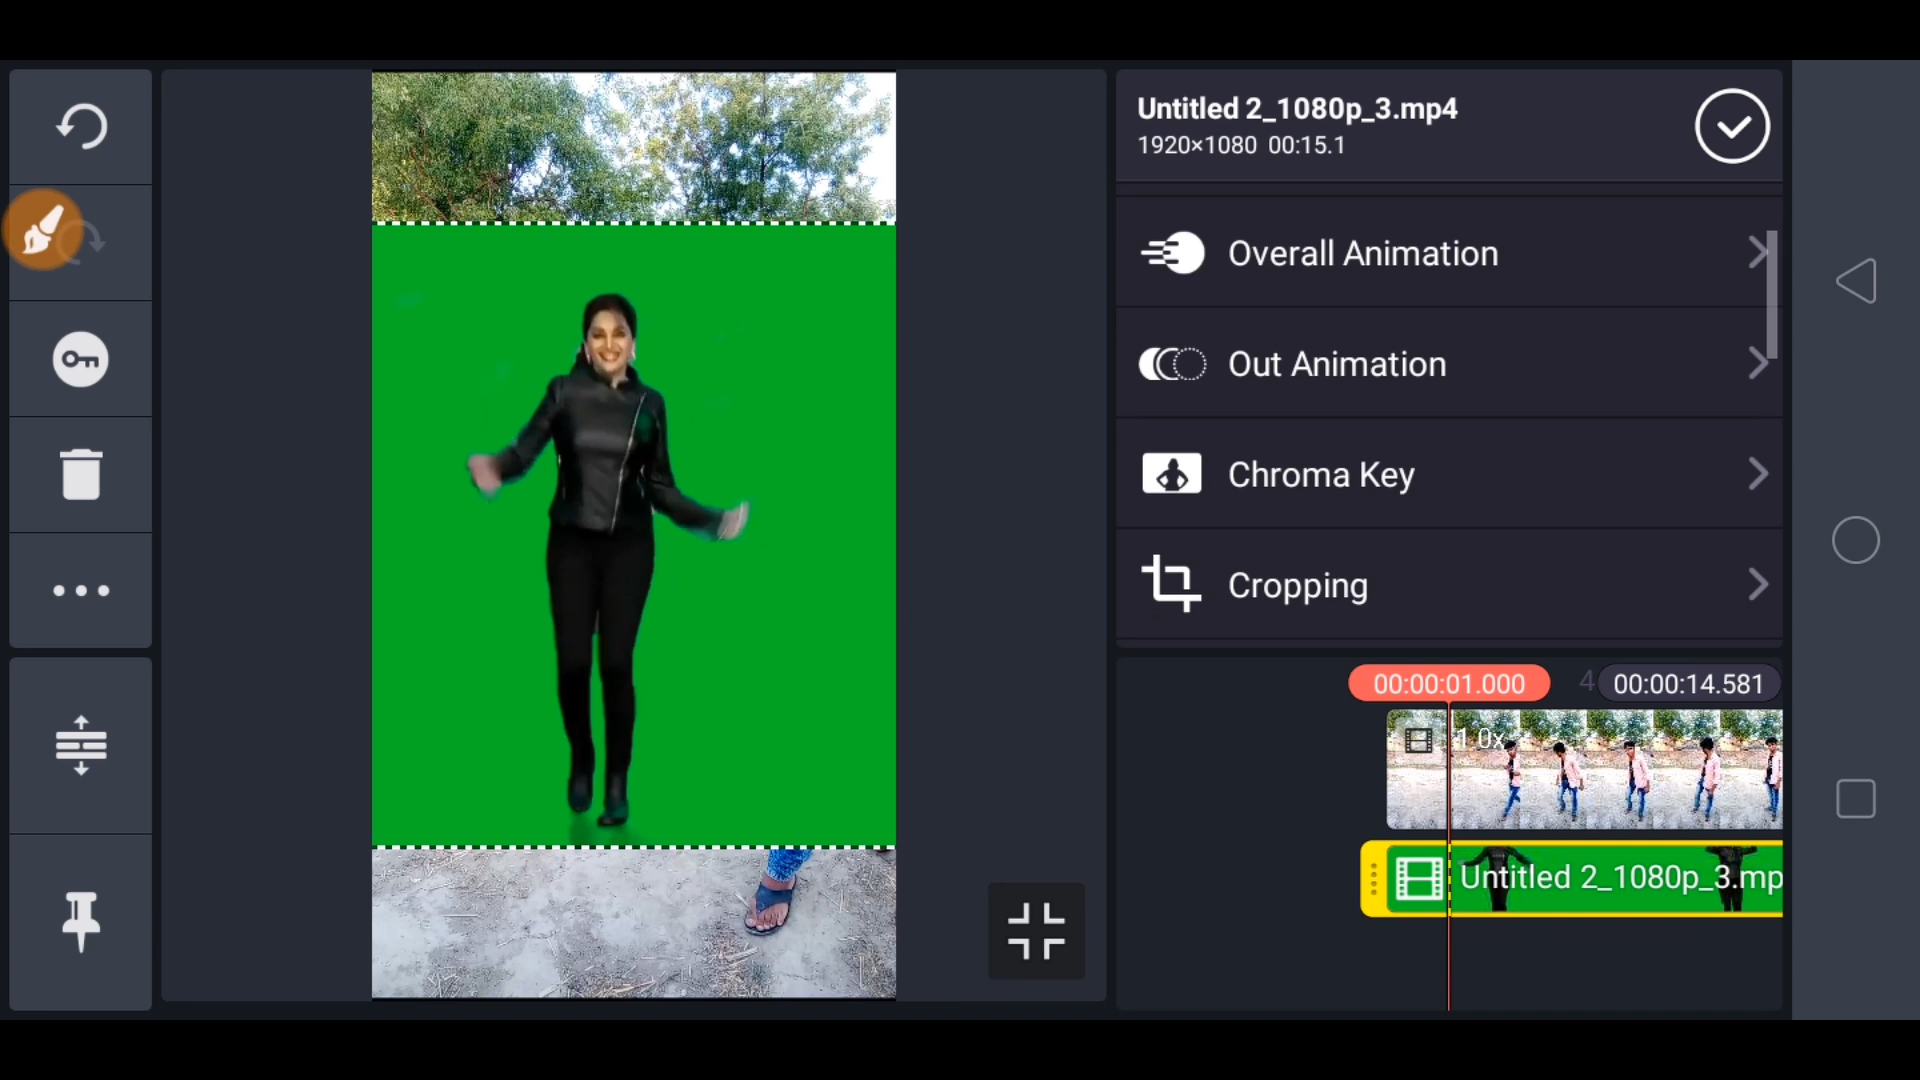 Untitled 2_1080p_3.mp4
1920×1080 00:15.1
Overall Animation
Out Animation
Chroma Key
Cropping
00:00:01.000
4
00:00:14.581
1.0x
Untitled 2_1080p_3.mp